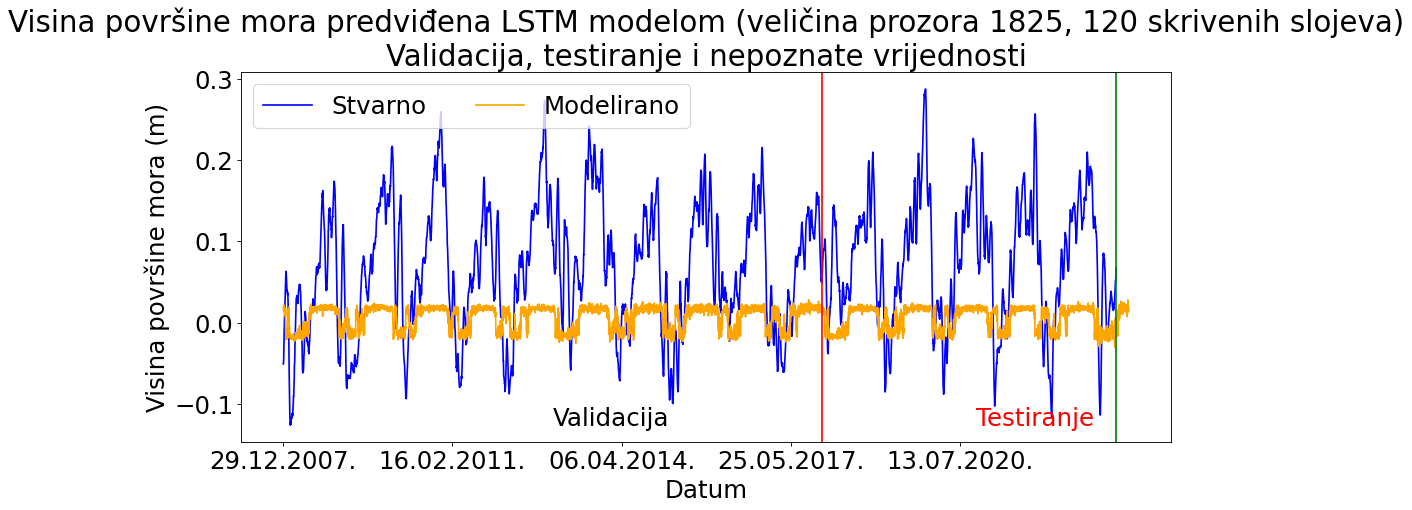 Visina površine mora predviđena LSTM modelom (veličina prozora 1825, 120 skrivenih slojeva)
Validacija, testiranje i nepoznate vrijednosti
Stvarno
Modelirano
Visina površine mora (m)
0.3
0.2
0.1
0.0
−0.1
Validacija
Testiranje
29.12.2007.
16.02.2011.
06.04.2014.
25.05.2017.
13.07.2020.
Datum